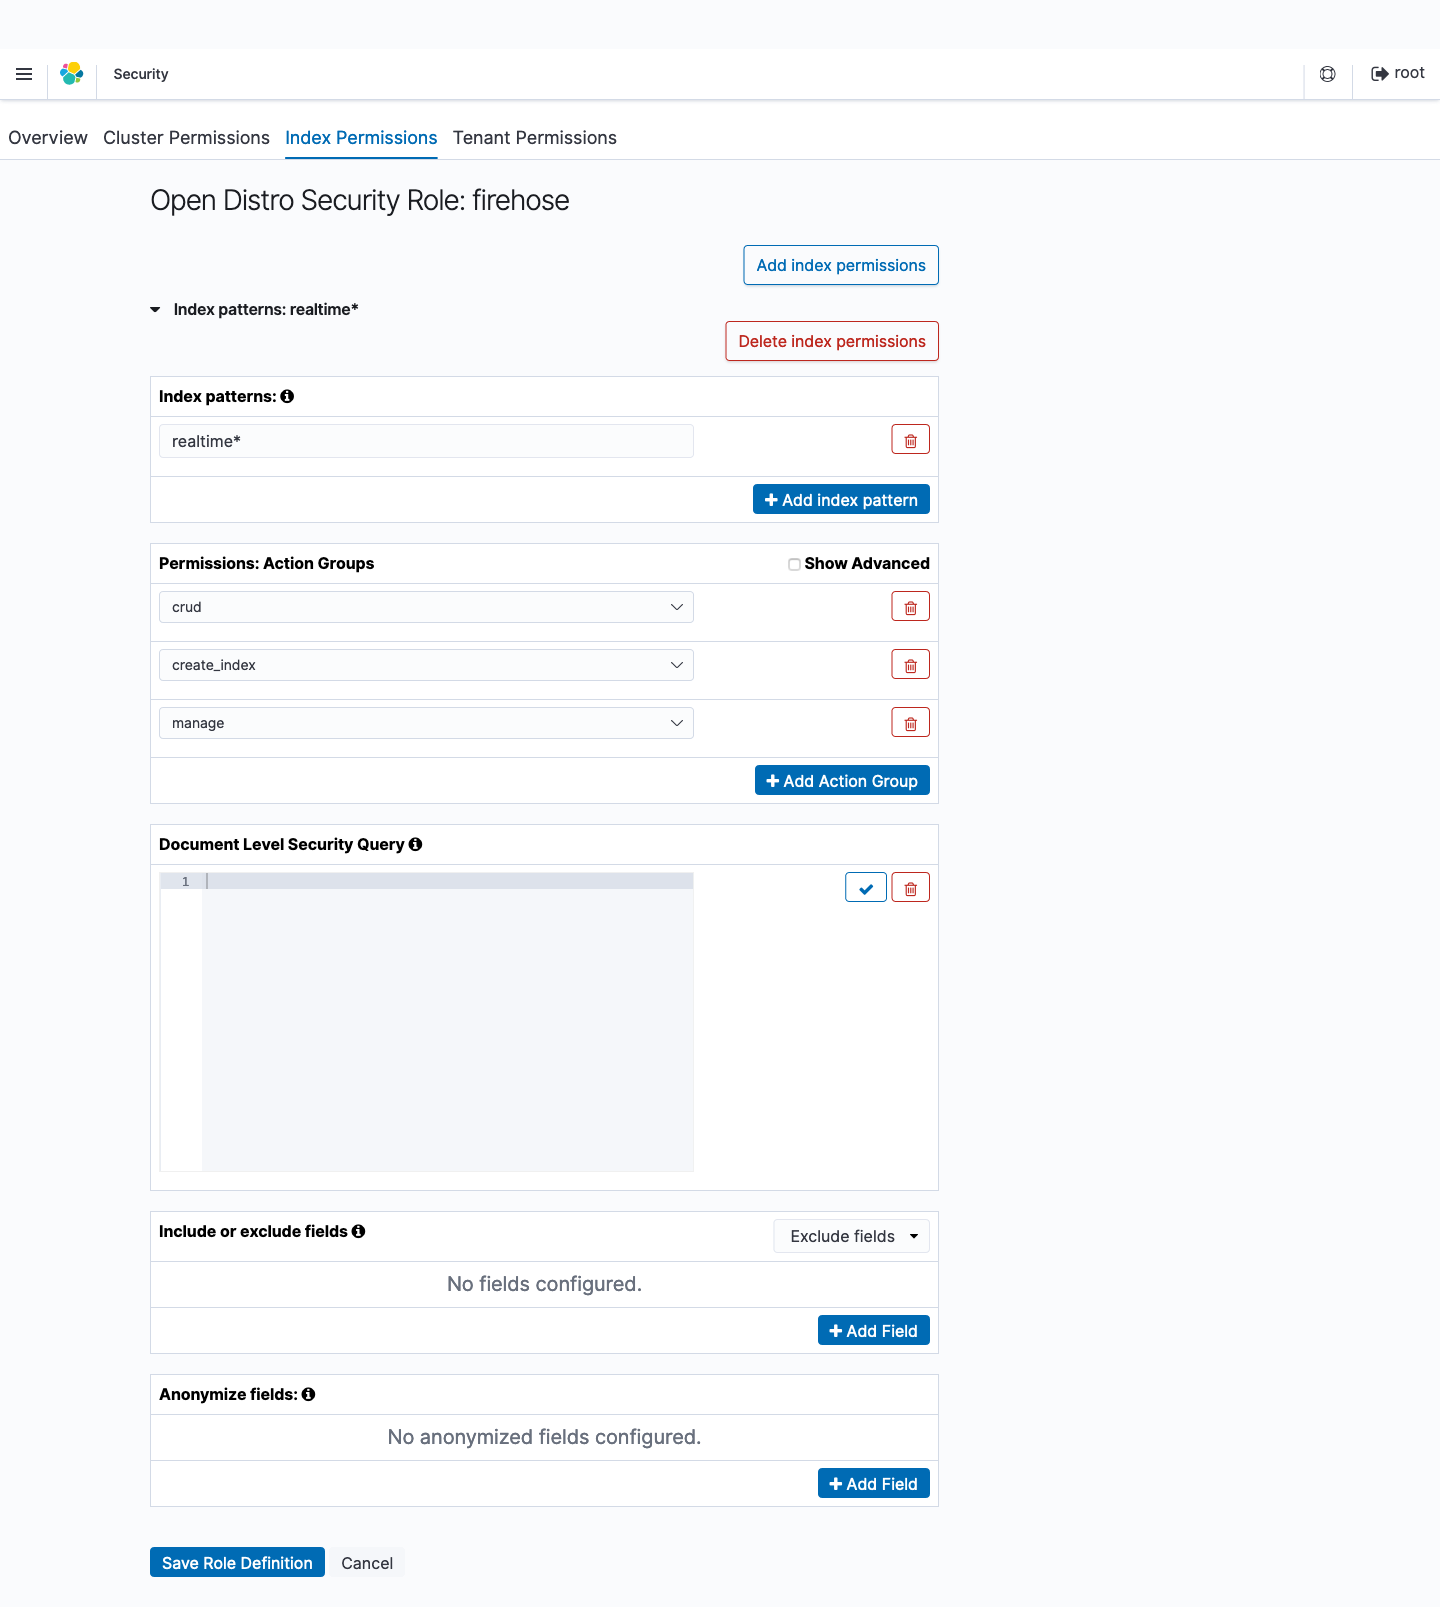 Security
root
Overview Cluster Permissions Index Permissions Tenant Permissions
Open Distro Security Role: firehose
Add index permissions
Index patterns: realtime*
Delete index permissions
Index patterns:
realtime*
Add index pattern
Permissions: Action Groups Show Advanced
crud
create_index
manage
Add Action Group
Document Level Security Query
1
Include or exclude fields Exclude fields
No fields configured.
Add Field
Anonymize fields:
No anonymized fields configured.
Add Field
Save Role Definition Cancel